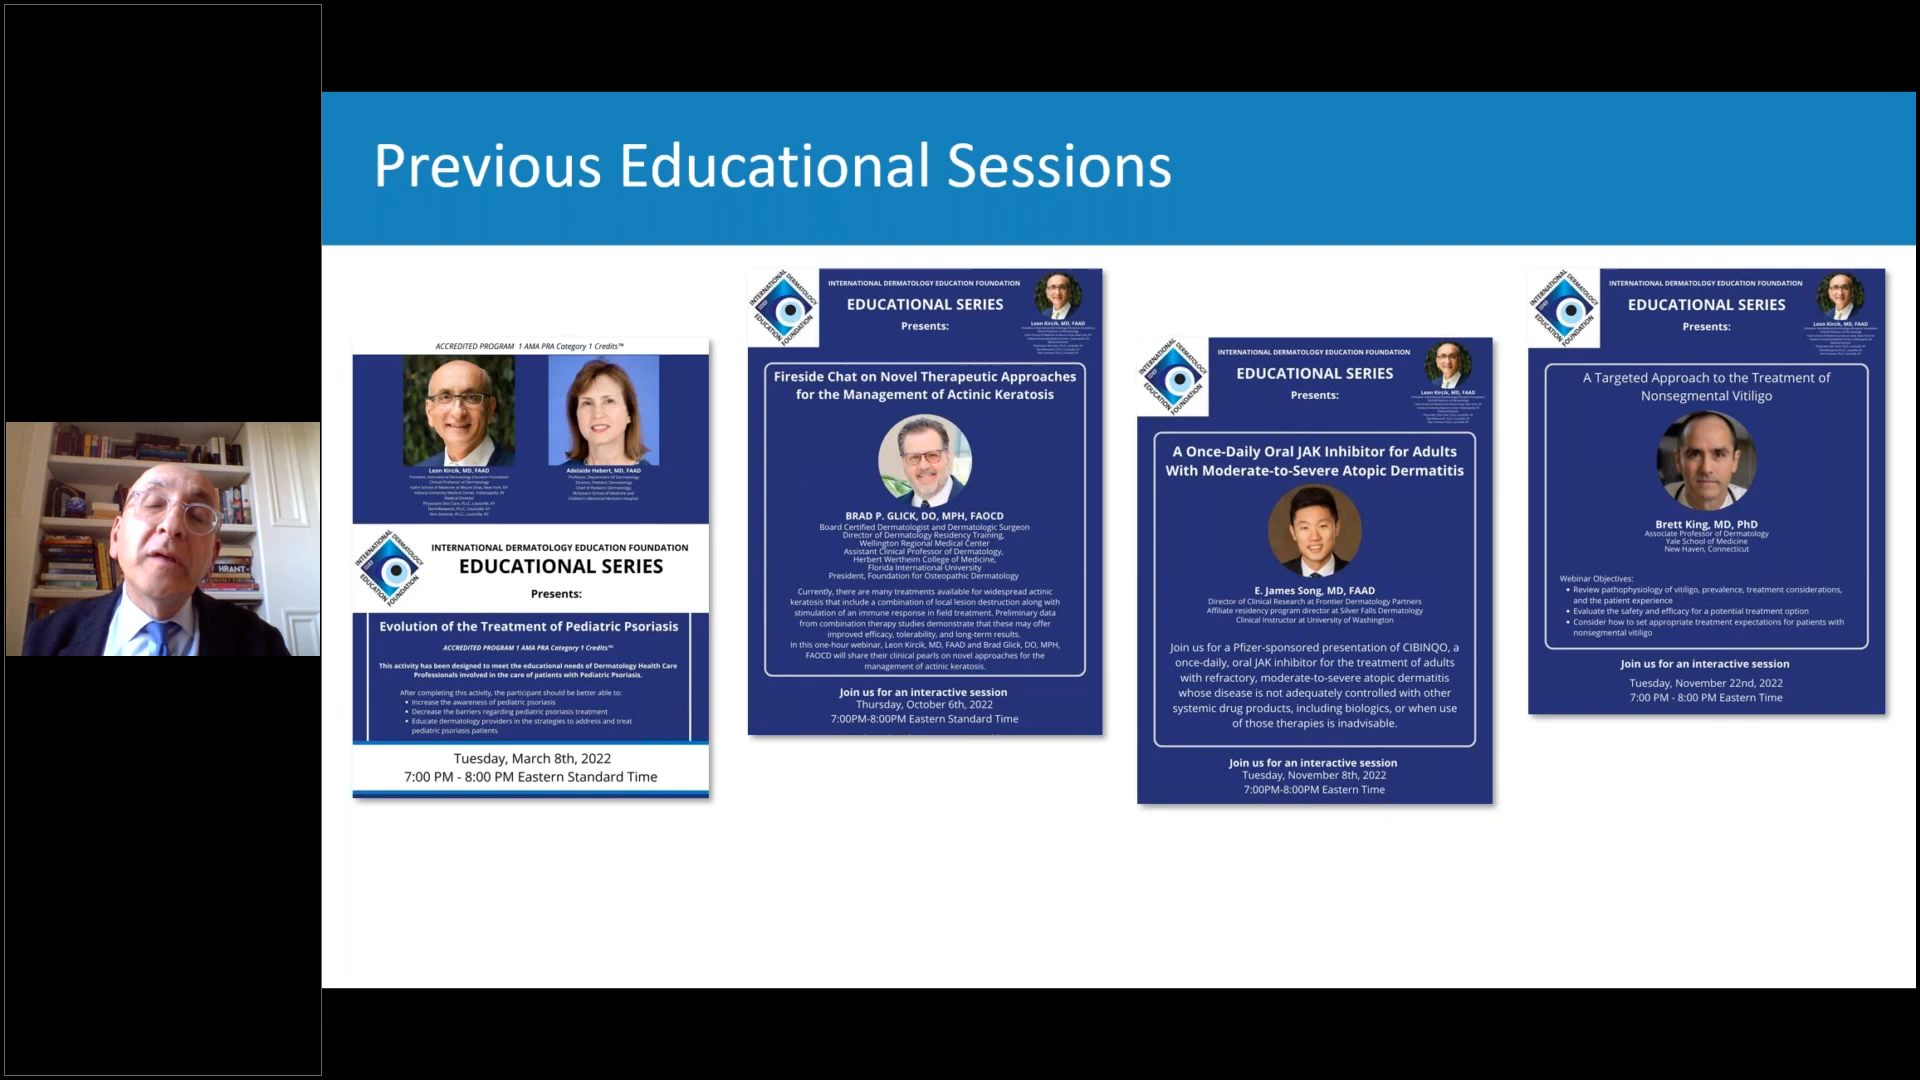 Previous Educational Sessions
HRANT
ACCREDITED PROGRAM 1 AMA PRA Category 1 Credits™
Leon Kircik, MD, FAAD
Adelaide Hebert, MD, FAAD
INTERNATIONAL DERMATOLOGY EDUCATION FOUNDATION
INTERNATIONAL DERMATOLOGY EDUCATION FOUNDATION
EDUCATIONAL SERIES
Presents:
Evolution of the Treatment of Pediatric Psoriasis
ACCREDITED PROGRAM 1 AMA PRA Category 1 Credits™
This activity has been designed to meet the educational needs of Dermatology Health Care
Professionals involved in the care of patients with Pediatric Psoriasis.
After completing this activity, the participant should be better able to:
• Increase the awareness of pediatric psoriasis
• Decrease the barriers regarding pediatric psoriasis treatment
• Educate dermatology providers in the strategies to address and treat
pediatric psoriasis patients
Tuesday, March 8th, 2022
7:00 PM - 8:00 PM Eastern Standard Time
INTERNATIONAL DERMATOLOGY EDUCATION FOUNDATION
INTERNATIONAL DERMATOLOGY EDUCATION FOUNDATION
EDUCATIONAL SERIES
Presents:
Leon Kircik, MD, FAAD
Fireside Chat on Novel Therapeutic Approaches
for the Management of Actinic Keratosis
BRAD P. GLICK, DO, MPH, FAOCD
Board Certified Dermatologist and Dermatologic Surgeon
Director of Dermatology Residency Training,
Wellington Regional Medical Center
Assistant Clinical Professor of Dermatology,
Herbert Wertheim College of Medicine,
Florida International University
President, Foundation for Osteopathic Dermatology
Currently, there are many treatments available for widespread actinic
keratosis that include a combination of local lesion destruction along with
stimulation of an immune response in field treatment. Preliminary data
from combination therapy studies demonstrate that these may offer
improved efficacy, tolerability, and long-term results.
In this one-hour webinar, Leon Kircik, MD, FAAD and Brad Glick, DO, MPH,
FAOCD will share their clinical pearls on novel approaches for the
management of actinic keratosis.
Join us for an interactive session
Thursday, October 6th, 2022
7:00PM-8:00PM Eastern Standard Time
INTERNATIONAL DERMATOLOGY EDUCATION FOUNDATION
INTERNATIONAL DERMATOLOGY EDUCATION FOUNDATION
EDUCATIONAL SERIES
Presents:
Leon Kircik, MD, FAAD
A Once-Daily Oral JAK Inhibitor for Adults
With Moderate-to-Severe Atopic Dermatitis
E. James Song, MD, FAAD
Director of Clinical Research at Frontier Dermatology Partners
Affiliate residency program director at Silver Falls Dermatology
Clinical Instructor at University of Washington
Join us for a Pfizer-sponsored presentation of CIBINQO, a
once-daily, oral JAK inhibitor for the treatment of adults
with refractory, moderate-to-severe atopic dermatitis
whose disease is not adequately controlled with other
systemic drug products, including biologics, or when use
of those therapies is inadvisable.
Join us for an interactive session
Tuesday, November 8th, 2022
7:00PM-8:00PM Eastern Time
INTERNATIONAL DERMATOLOGY EDUCATION FOUNDATION
INTERNATIONAL DERMATOLOGY EDUCATION FOUNDATION
EDUCATIONAL SERIES
Presents:
Leon Kircik, MD, FAAD
A Targeted Approach to the Treatment of
Nonsegmental Vitiligo
Brett King, MD, PhD
Associate Professor of Dermatology
Yale School of Medicine
New Haven, Connecticut
Webinar Objectives:
• Review pathophysiology of vitiligo, prevalence, treatment considerations,
and the patient experience
• Evaluate the safety and efficacy for a potential treatment option
• Consider how to set appropriate treatment expectations for patients with
nonsegmental vitiligo
Join us for an interactive session
Tuesday, November 22nd, 2022
7:00 PM - 8:00 PM Eastern Time